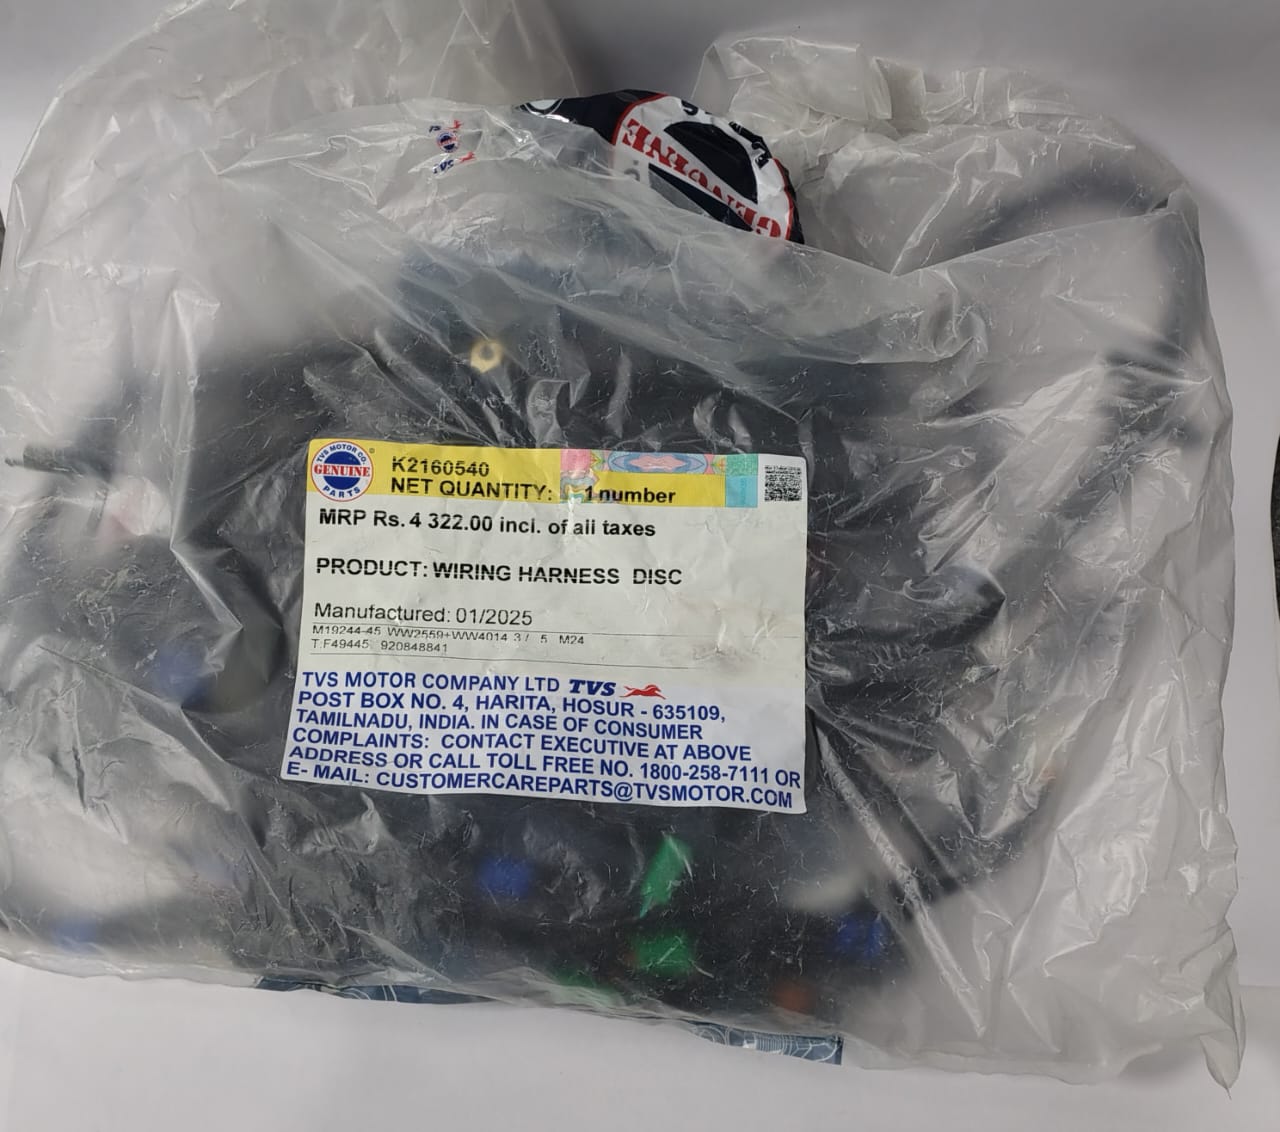 GENUINE
TVS
TVS MOTOR CO.
GENUINE
PARTS
K2160540
NET QUANTITY: 1 number
MRP Rs. 4 322.00 incl. of all taxes
PRODUCT: WIRING HARNESS DISC
Manufactured: 01/2025
M19244-45 WW2559+WW4014 3 / 5 M24
T.F49445 920848841
TVS MOTOR COMPANY LTD TVS
POST BOX NO. 4, HARITA, HOSUR - 635109,
TAMILNADU, INDIA. IN CASE OF CONSUMER
COMPLAINTS: CONTACT EXECUTIVE AT ABOVE
ADDRESS OR CALL TOLL FREE NO. 1800-258-7111 OR
E- MAIL: CUSTOMERCAREPARTS@TVSMOTOR.COM